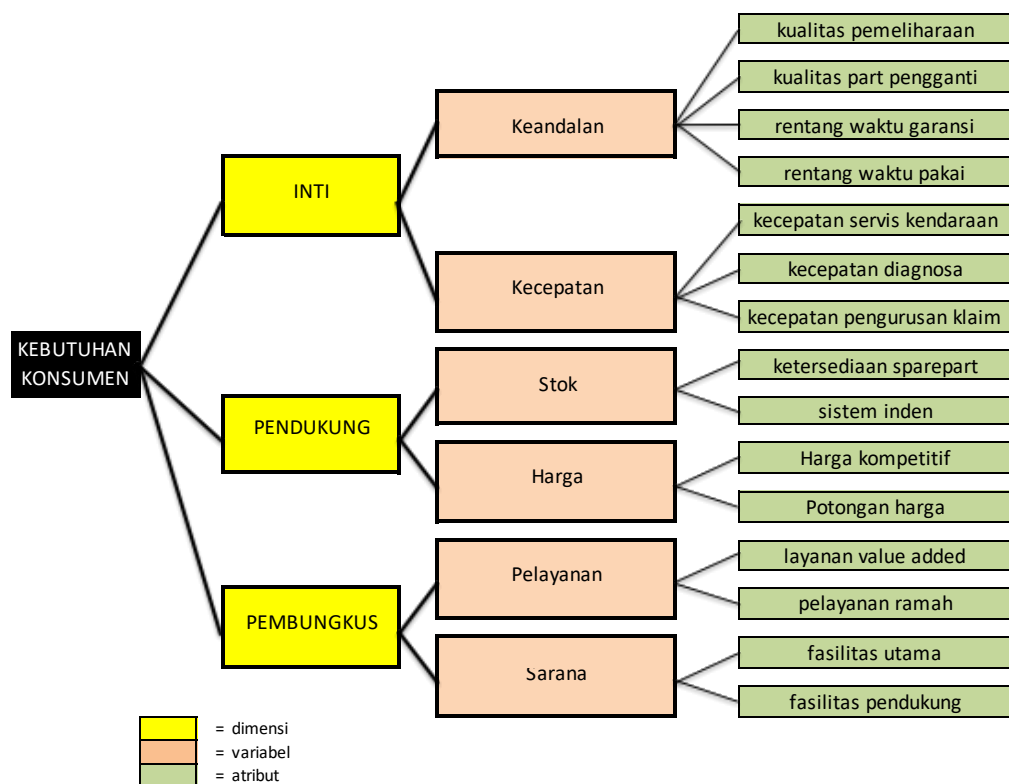 KEBUTUHAN
KONSUMEN
INTI
PENDUKUNG
PEMBUNGKUS
Keandalan
Kecepatan
Stok
Harga
Pelayanan
Sarana
kualitas pemeliharaan
kualitas part pengganti
rentang waktu garansi
rentang waktu pakai
kecepatan servis kendaraan
kecepatan diagnosa
kecepatan pengurusan klaim
ketersediaan sparepart
sistem inden
Harga kompetitif
Potongan harga
layanan value added
pelayanan ramah
fasilitas utama
fasilitas pendukung
= dimensi
= variabel
= atribut